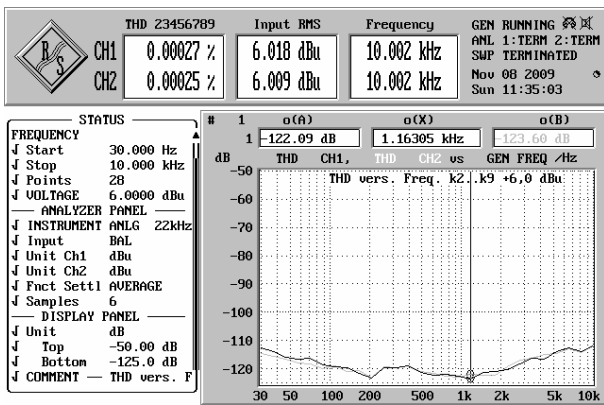 THD 23456789 Input RMS Frequency
R S
CH1 0.00027 % 6.018 dBu 10.002 kHz
CH2 0.00025 % 6.009 dBu 10.002 kHz
GEN RUNNING
ANL 1:TERM 2:TERM
SWP TERMINATED
Nov 08 2009
Sun 11:35:03
STATUS
FREQUENCY
Start 30.000 Hz
Stop 10.000 kHz
Points 28
VOLTAGE 6.0000 dBu
ANALYZER PANEL
INSTRUMENT ANLG 22kHz
Input BAL
Unit Ch1 dBu
Unit Ch2 dBu
Fnct Settl AVERAGE
Samples 6
DISPLAY PANEL
Unit dB
Top -50.00 dB
Bottom -125.0 dB
COMMENT — THD vers. F
# 1 o(A) o(X) o(B)
1 -122.09 dB 1.16305 kHz -123.60 dB
dB THD CH1, THD CH2 vs GEN FREQ /Hz
THD vers. Freq. k2..k9 +6,0 dBu
-50
-60
-70
-80
-90
-100
-110
-120
30 50 100 200 500 1k 2k 5k 10k